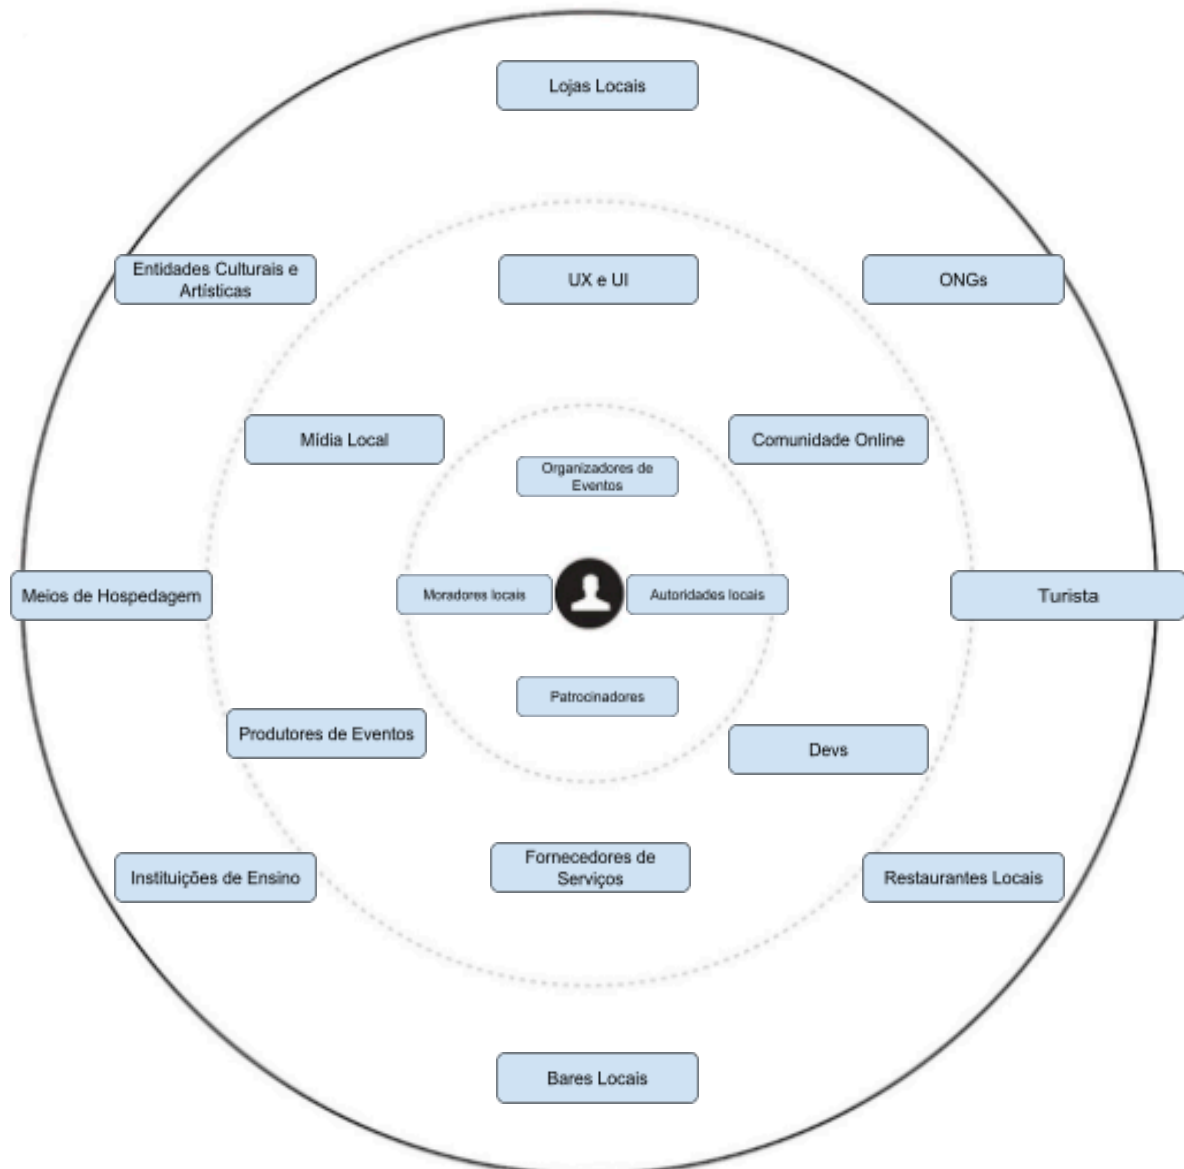 Lojas Locais
Entidades Culturais e
Artísticas
UX e UI
ONGs
Mídia Local
Comunidade Online
Organizadores de
Eventos
Meios de Hospedagem
Moradores locais
Autoridades locais
Turista
Patrocinadores
Produtores de Eventos
Devs
Instituições de Ensino
Fornecedores de
Serviços
Restaurantes Locais
Bares Locais